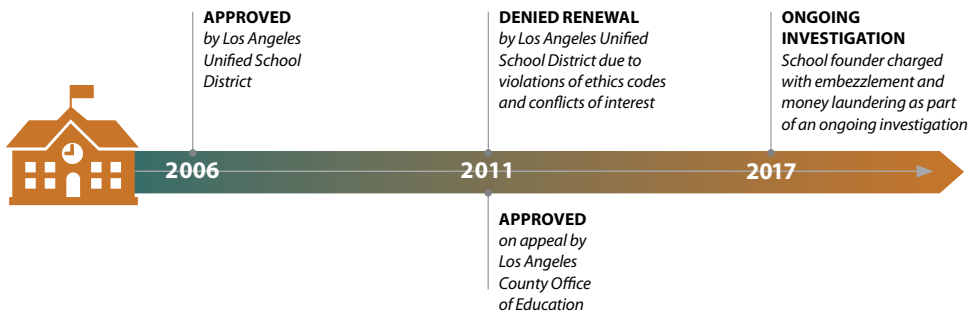 APPROVED
by Los Angeles
Unified School
District
DENIED RENEWAL
by Los Angeles Unified
School District due to
violations of ethics codes
and conflicts of interest
ONGOING
INVESTIGATION
School founder charged
with embezzlement and
money laundering as part
of an ongoing investigation
2006
2011
2017
APPROVED
on appeal by
Los Angeles
County Office
of Education